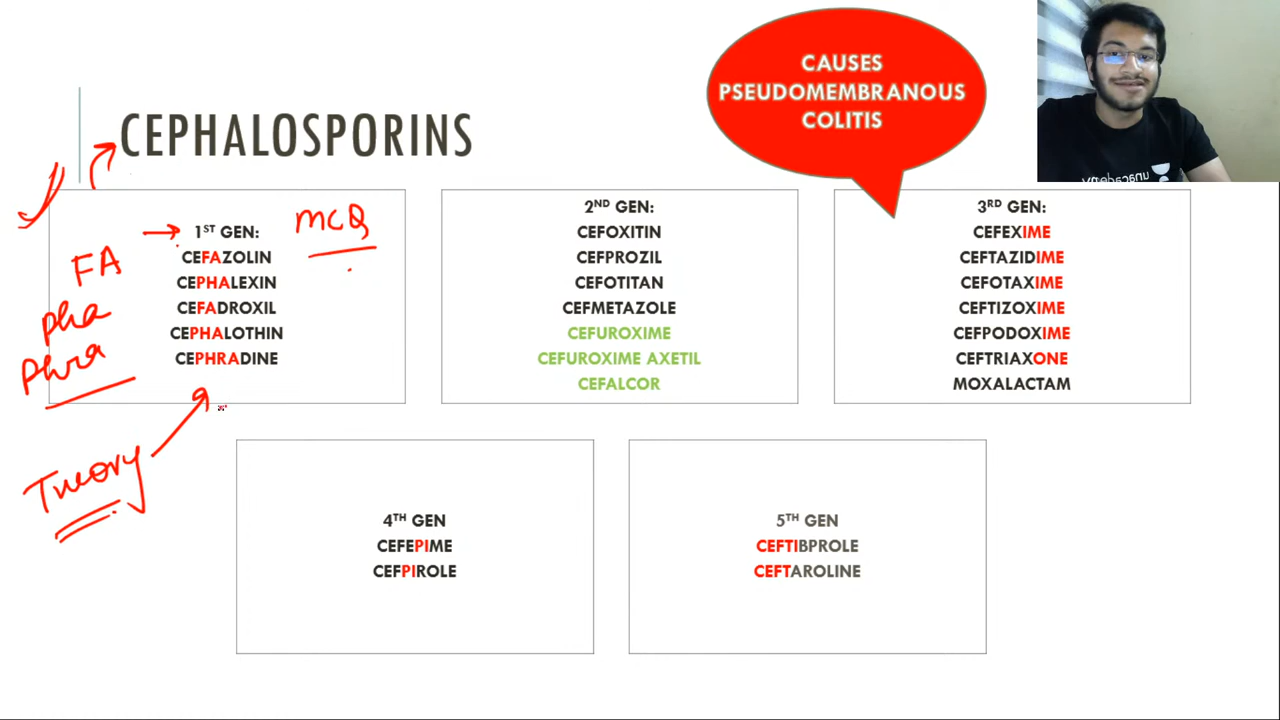 CAUSES
PSEUDOMEMBRANOUS
COLITIS
CEPHALOSPORINS
1ST GEN:
CEFAZOLIN
CEPHALEXIN
CEFADROXIL
CEPHALOTHIN
CEPHRADINE
MCQ
FA
pha
phra
Theory
2ND GEN:
CEFOXITIN
CEFPROZIL
CEFOTITAN
CEFMETAZOLE
CEFUROXIME
CEFUROXIME AXETIL
CEFALCOR
3RD GEN:
CEFEXIME
CEFTAZIDIME
CEFOTAXIME
CEFTIZOXIME
CEFPODOXIME
CEFTRIAXONE
MOXALACTAM
4TH GEN
CEFEPIME
CEFPIROLE
5TH GEN
CEFTIBPROLE
CEFTAROLINE